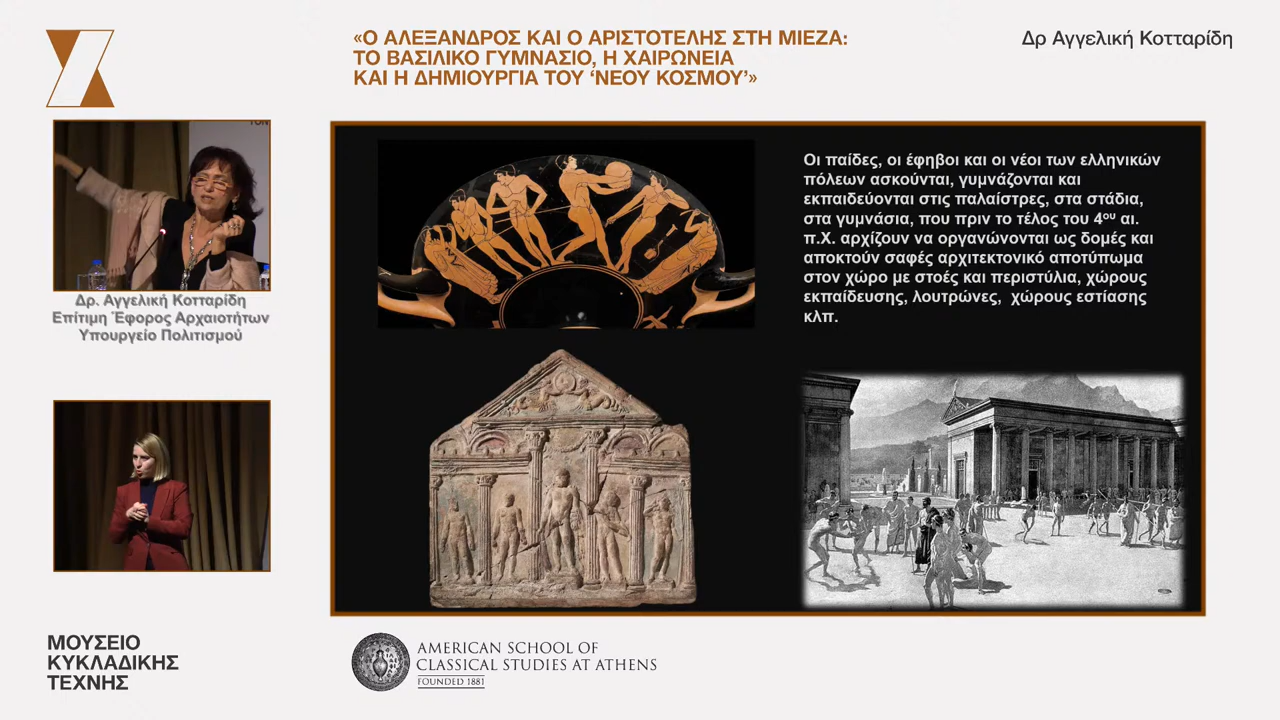 «Ο ΑΛΕΞΑΝΔΡΟΣ ΚΑΙ Ο ΑΡΙΣΤΟΤΕΛΗΣ ΣΤΗ ΜΙΕΖΑ:
ΤΟ ΒΑΣΙΛΙΚΟ ΓΥΜΝΑΣΙΟ, Η ΧΑΙΡΩΝΕΙΑ
ΚΑΙ Η ΔΗΜΙΟΥΡΓΙΑ ΤΟΥ ‘ΝΕΟΥ ΚΟΣΜΟΥ’»
Δρ Αγγελική Κοτταρίδη
Δρ. Αγγελική Κοτταρίδη
Επίτιμη Έφορος Αρχαιοτήτων
Υπουργείο Πολιτισμού
Οι παίδες, οι έφηβοι και οι νέοι των ελληνικών
πόλεων ασκούνται, γυμνάζονται και
εκπαιδεύονται στις παλαίστρες, στα στάδια,
στα γυμνάσια, που πριν το τέλος του 4ου αι.
π.Χ. αρχίζουν να οργανώνονται ως δομές και
αποκτούν σαφές αρχιτεκτονικό αποτύπωμα
στον χώρο με στοές και περιστύλια, χώρους
εκπαίδευσης, λουτρώνες, χώρους εστίασης
κλπ.
ΜΟΥΣΕΙΟ
ΚΥΚΛΑΔΙΚΗΣ
ΤΕΧΝΗΣ
AMERICAN SCHOOL OF
CLASSICAL STUDIES AT ATHENS
FOUNDED 1881